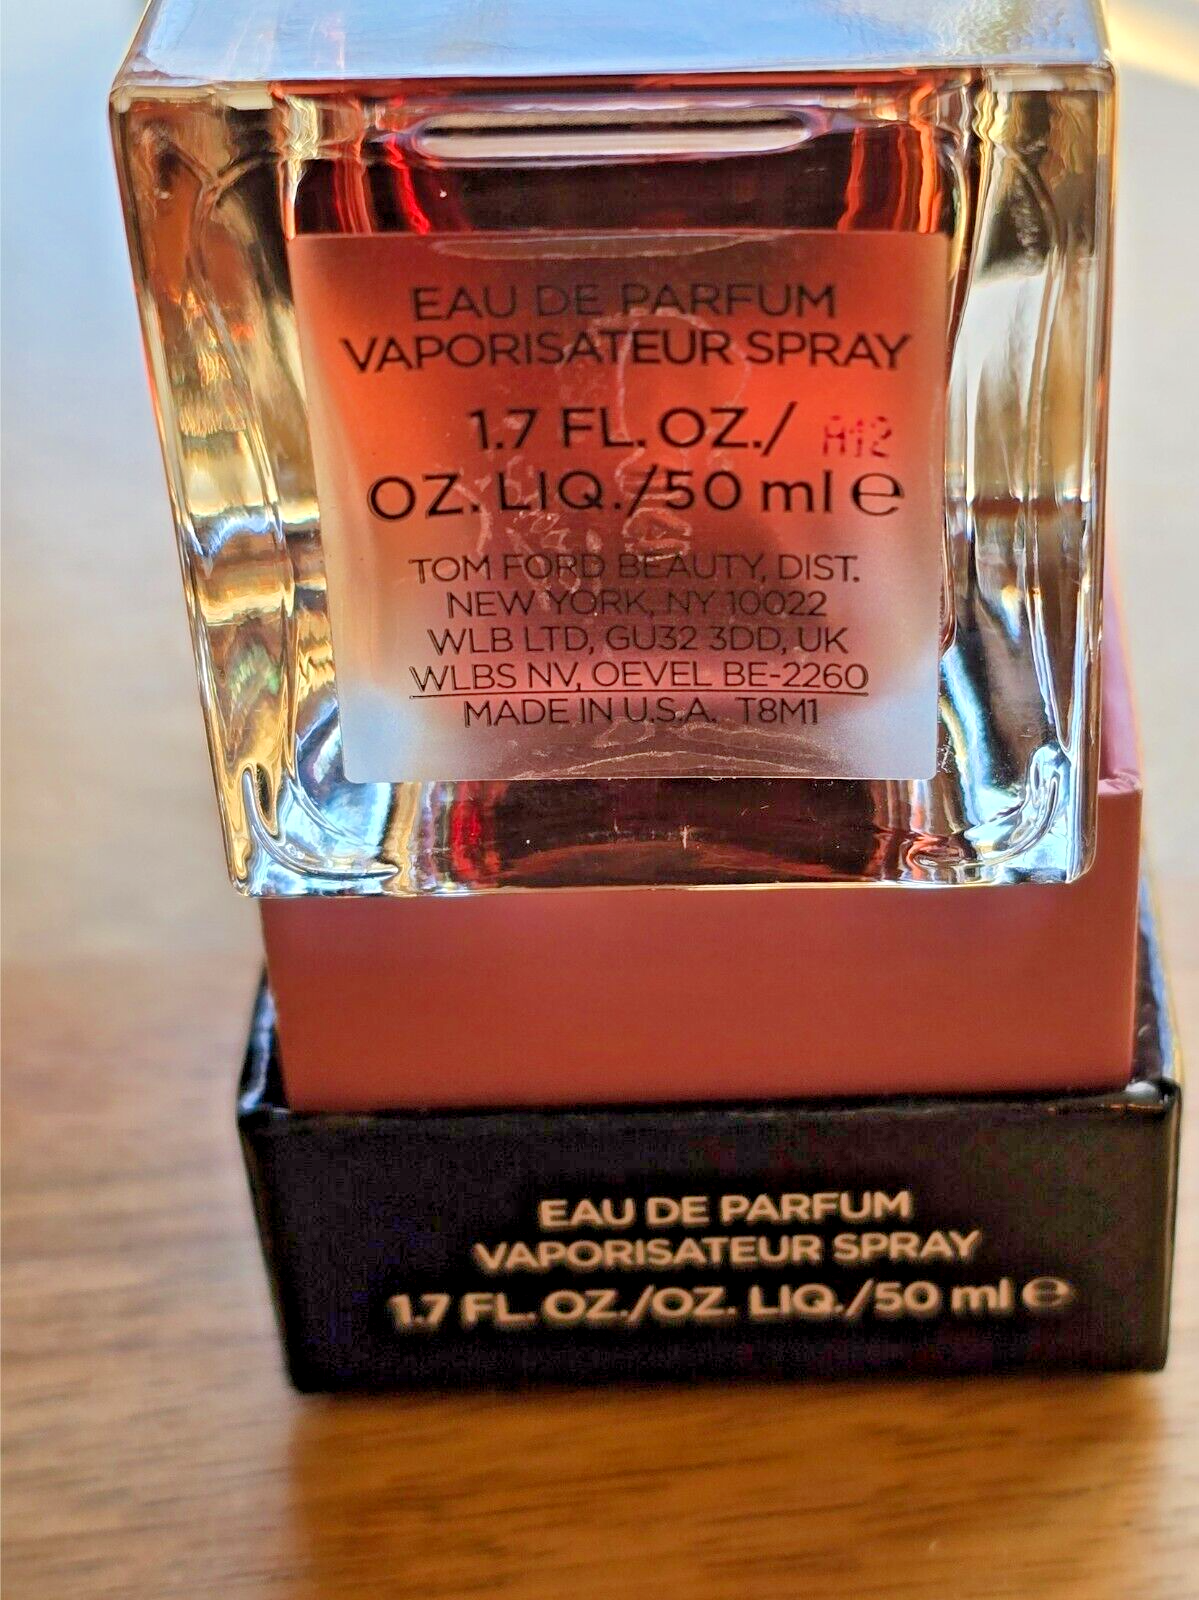 EAU DE PARFUM
VAPORISATEUR SPRAY
1.7 FL. OZ./ A12
OZ. LIQ./50 ml ℮
TOM FORD BEAUTY, DIST.
NEW YORK, NY 10022
WLB LTD, GU32 3DD, UK
WLBS NV, OEVEL BE-2260
MADE IN U.S.A. T8M1
EAU DE PARFUM
VAPORISATEUR SPRAY
1.7 FL. OZ./OZ. LIQ./50 ml ℮